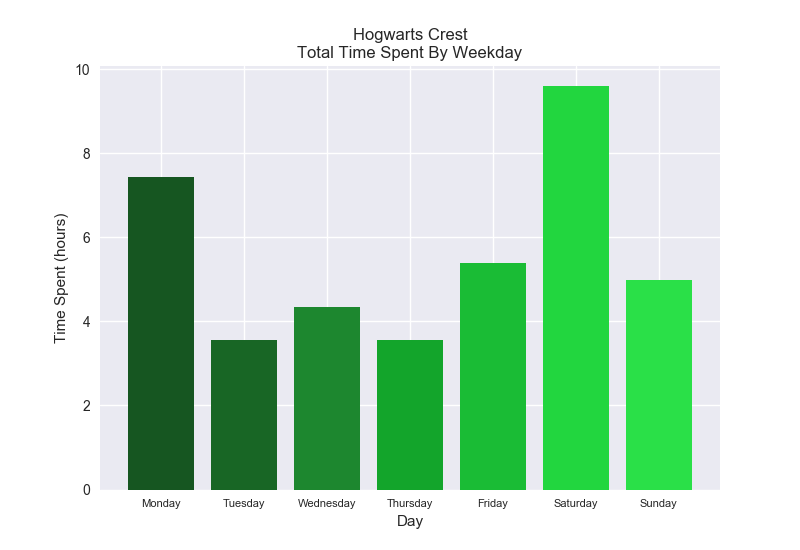 Hogwarts Crest
Total Time Spent By Weekday
Time Spent (hours)
10
8
6
4
2
0
Monday Tuesday Wednesday Thursday Friday Saturday Sunday
Day